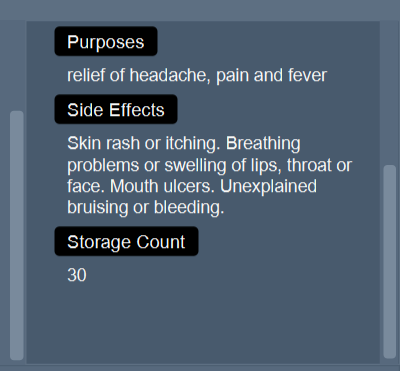 Purposes
relief of headache, pain and fever
Side Effects
Skin rash or itching. Breathing
problems or swelling of lips, throat or
face. Mouth ulcers. Unexplained
bruising or bleeding.
Storage Count
30